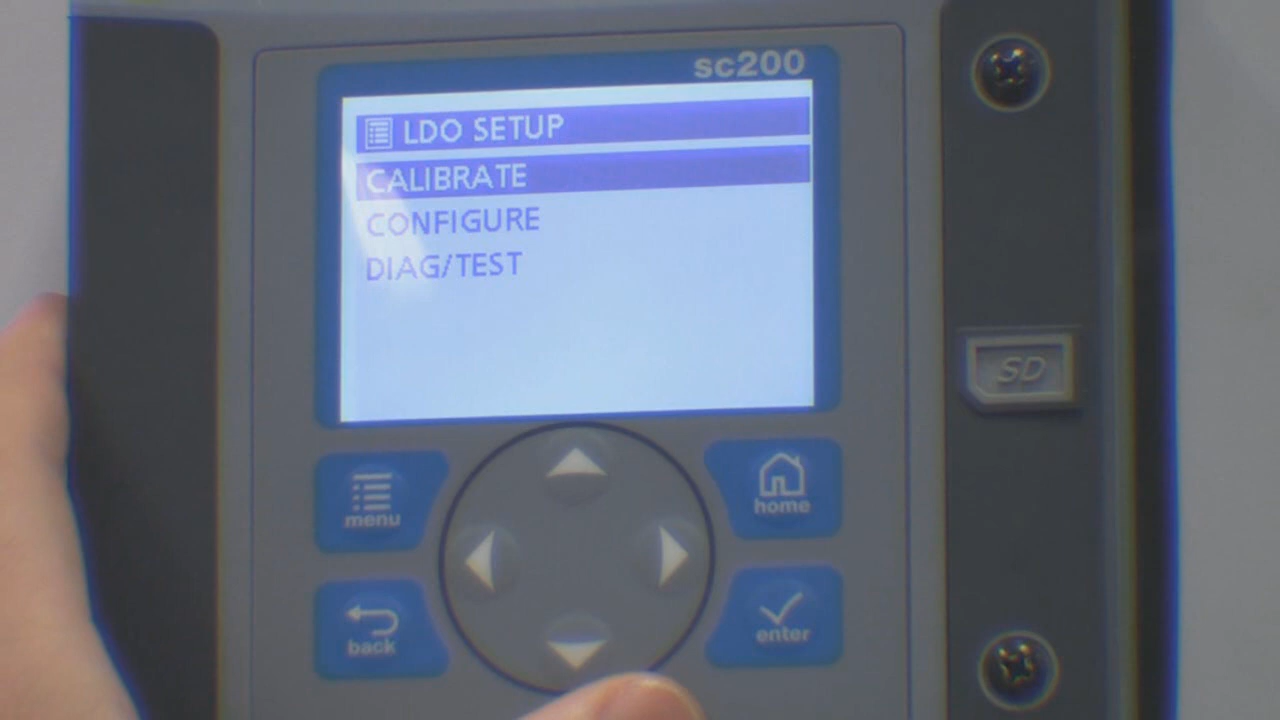 sc200
LDO SETUP
CALIBRATE
CONFIGURE
DIAG/TEST
SD
menu
home
back
enter